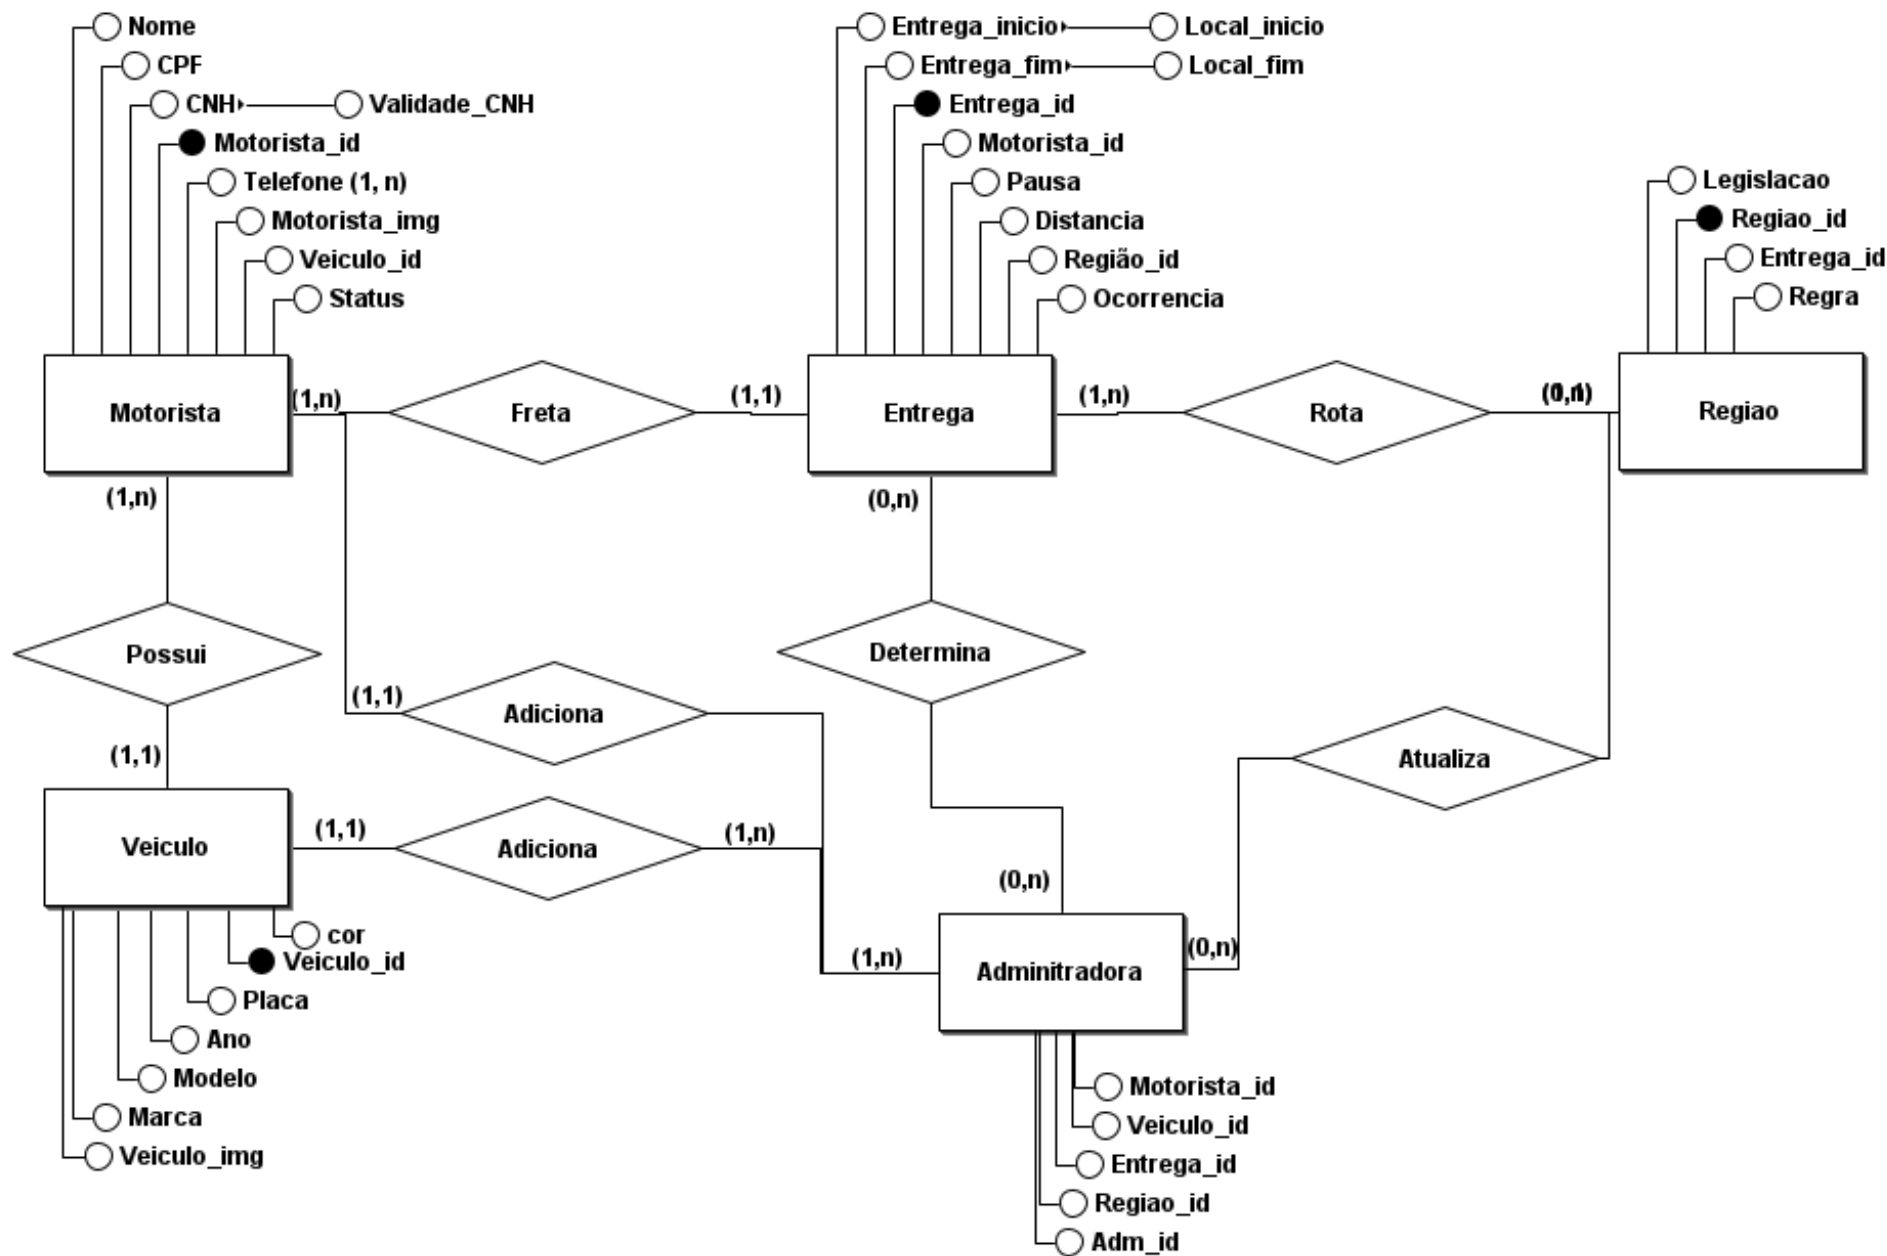 Nome
CPF
CNH
Validade_CNH
Motorista_id
Telefone (1, n)
Motorista_img
Veiculo_id
Status
Entrega_inicio
Local_inicio
Entrega_fim
Local_fim
Entrega_id
Motorista_id
Pausa
Distancia
Região_id
Ocorrencia
Legislacao
Regiao_id
Entrega_id
Regra
Motorista
(1,n)
Freta
(1,1)
Entrega
(1,n)
Rota
Regiao
(1,n)
(0,n)
Possui
Determina
(1,1)
Adiciona
Atualiza
(1,1)
Veiculo
(1,1)
Adiciona
(1,n)
(0,n)
(1,n)
Adminitradora
(0,n)
cor
Veiculo_id
Placa
Ano
Modelo
Marca
Veiculo_img
Motorista_id
Veiculo_id
Entrega_id
Regiao_id
Adm_id